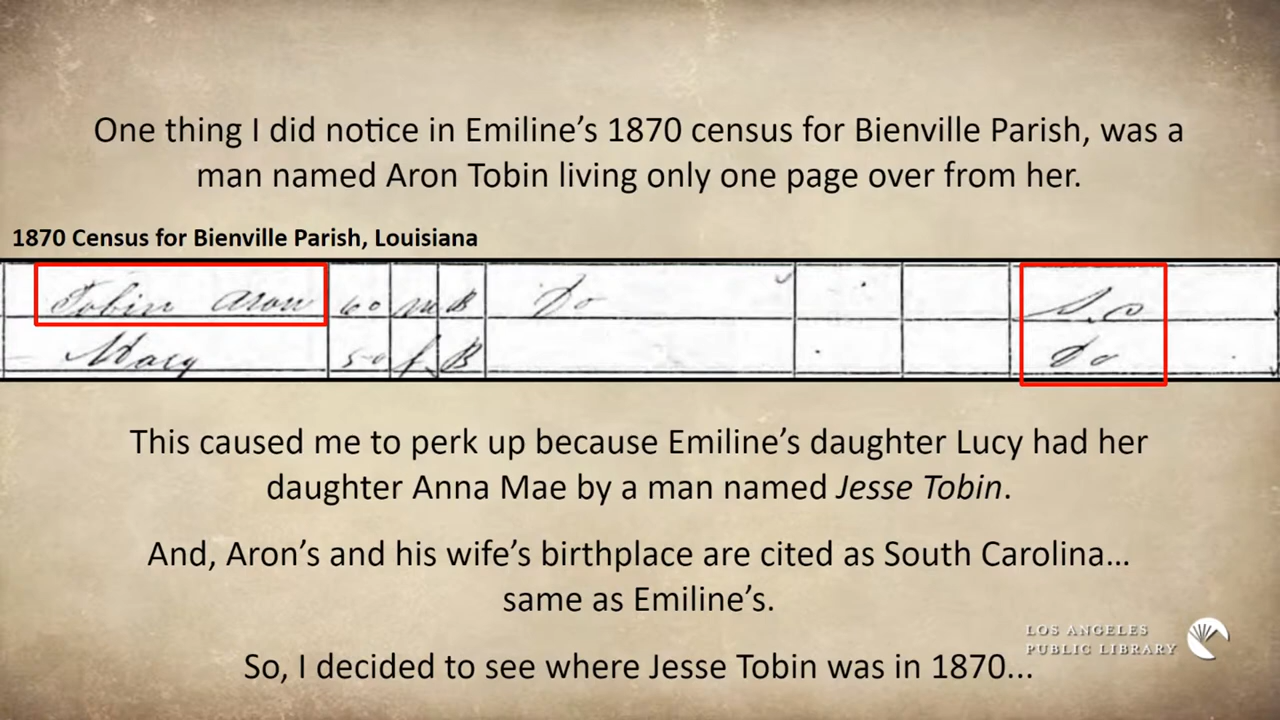 One thing I did notice in Emiline’s 1870 census for Bienville Parish, was a
man named Aron Tobin living only one page over from her.
1870 Census for Bienville Parish, Louisiana
Tobin Aron 60 M B Do S.C
Mary 50 f B Do
This caused me to perk up because Emiline’s daughter Lucy had her
daughter Anna Mae by a man named Jesse Tobin.
And, Aron’s and his wife’s birthplace are cited as South Carolina…
same as Emiline’s.
LOS ANGELES
PUBLIC LIBRARY
So, I decided to see where Jesse Tobin was in 1870...